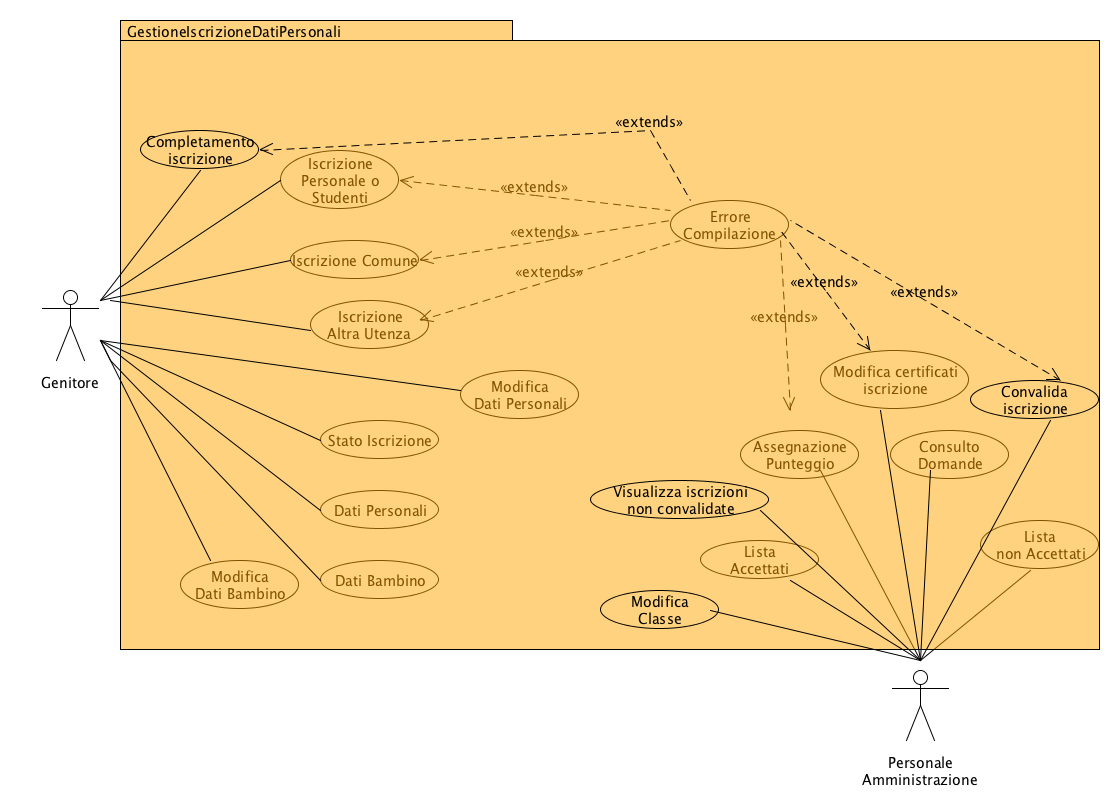 GestioneIscrizioneDatiPersonali
«extends»
Completamento
iscrizione
Iscrizione
Personale o
Studenti
«extends»
Errore
Compilazione
«extends»
Iscrizione Comune
«extends»
«extends»
«extends»
«extends»
Iscrizione
Altra Utenza
Genitore
Modifica
Dati Personali
Modifica certificati
iscrizione
Convalida
iscrizione
Stato Iscrizione
Assegnazione
Punteggio
Consulto
Domande
Visualizza iscrizioni
non convalidate
Dati Personali
Lista
Accettati
Lista
non Accettati
Modifica
Dati Bambino
Dati Bambino
Modifica
Classe
Personale
Amministrazione